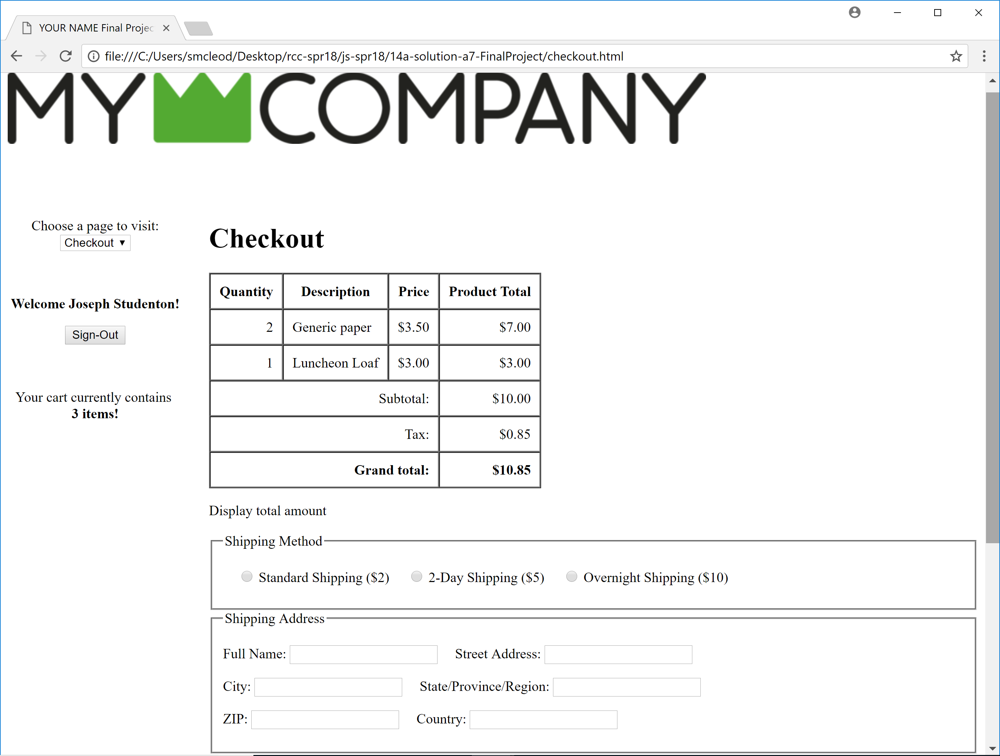 YOUR NAME Final Projec
file:///C:/Users/smcleod/Desktop/rcc-spr18/js-spr18/14a-solution-a7-FinalProject/checkout.html
MY COMPANY
Choose a page to visit:
Checkout
Welcome Joseph Studenton!
Sign-Out
Your cart currently contains
3 items!
Checkout
Quantity Description Price Product Total
2 Generic paper $3.50 $7.00
1 Luncheon Loaf $3.00 $3.00
Subtotal: $10.00
Tax: $0.85
Grand total: $10.85
Display total amount
Shipping Method
Standard Shipping ($2) 2-Day Shipping ($5) Overnight Shipping ($10)
Shipping Address
Full Name: Street Address:
City: State/Province/Region:
ZIP: Country: